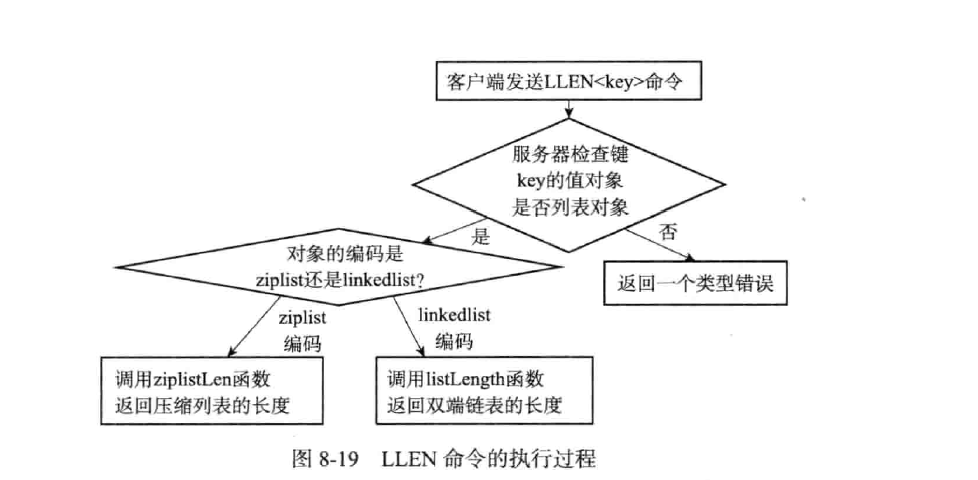 客户端发送LLEN<key>命令
服务器检查键
key的值对象
是否列表对象
是
否
对象的编码是
ziplist还是linkedlist?
返回一个类型错误
ziplist
编码
linkedlist
编码
调用ziplistLen函数
返回压缩列表的长度
调用listLength函数
返回双端链表的长度
图 8-19 LLEN 命令的执行过程